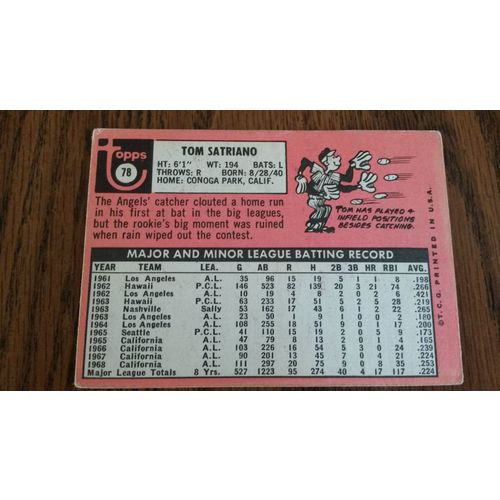 topps
78
TOM SATRIANO
HT: 6'1" WT: 194 BATS: L
THROWS: R BORN: 8/28/40
HOME: CONOGA PARK, CALIF.
The Angels' catcher clouted a home run
in his first at bat in the big leagues,
but the rookie's big moment was ruined
when rain wiped out the contest.
TOM HAS PLAYED 4
INFIELD POSITIONS
BESIDES CATCHING.
MAJOR AND MINOR LEAGUE BATTING RECORD
YEAR TEAM LEA. G AB R H 2B 3B HR RBI AVG.
1961 Los Angeles A.L. 35 96 15 19 5 1 1 8 .198
1962 Hawaii P.C.L. 146 523 82 139 20 3 21 74 .266
1962 Los Angeles A.L. 10 19 4 8 2 0 2 6 .421
1963 Hawaii P.C.L. 63 233 17 51 5 2 5 28 .219
1963 Nashville Sally 53 162 17 43 6 1 2 22 .265
1963 Los Angeles A.L. 23 50 1 9 1 0 0 2 .180
1964 Los Angeles A.L. 108 255 18 51 9 0 1 17 .200
1965 Seattle P.C.L.
1965 California A.L. 47 79 8 13 2 0 1 4 .165
1966 California A.L. 103 226 16 54 5 3 0 24 .239
1967 California A.L. 90 201 13 45 7 0 4 21 .224
1968 California A.L. 111 297 20 75 9 0 8 35 .253
Major League Totals 8 Yrs. 527 1223 95 274 40 4 17 117 .224
©T.C.G. PRINTED IN U.S.A.